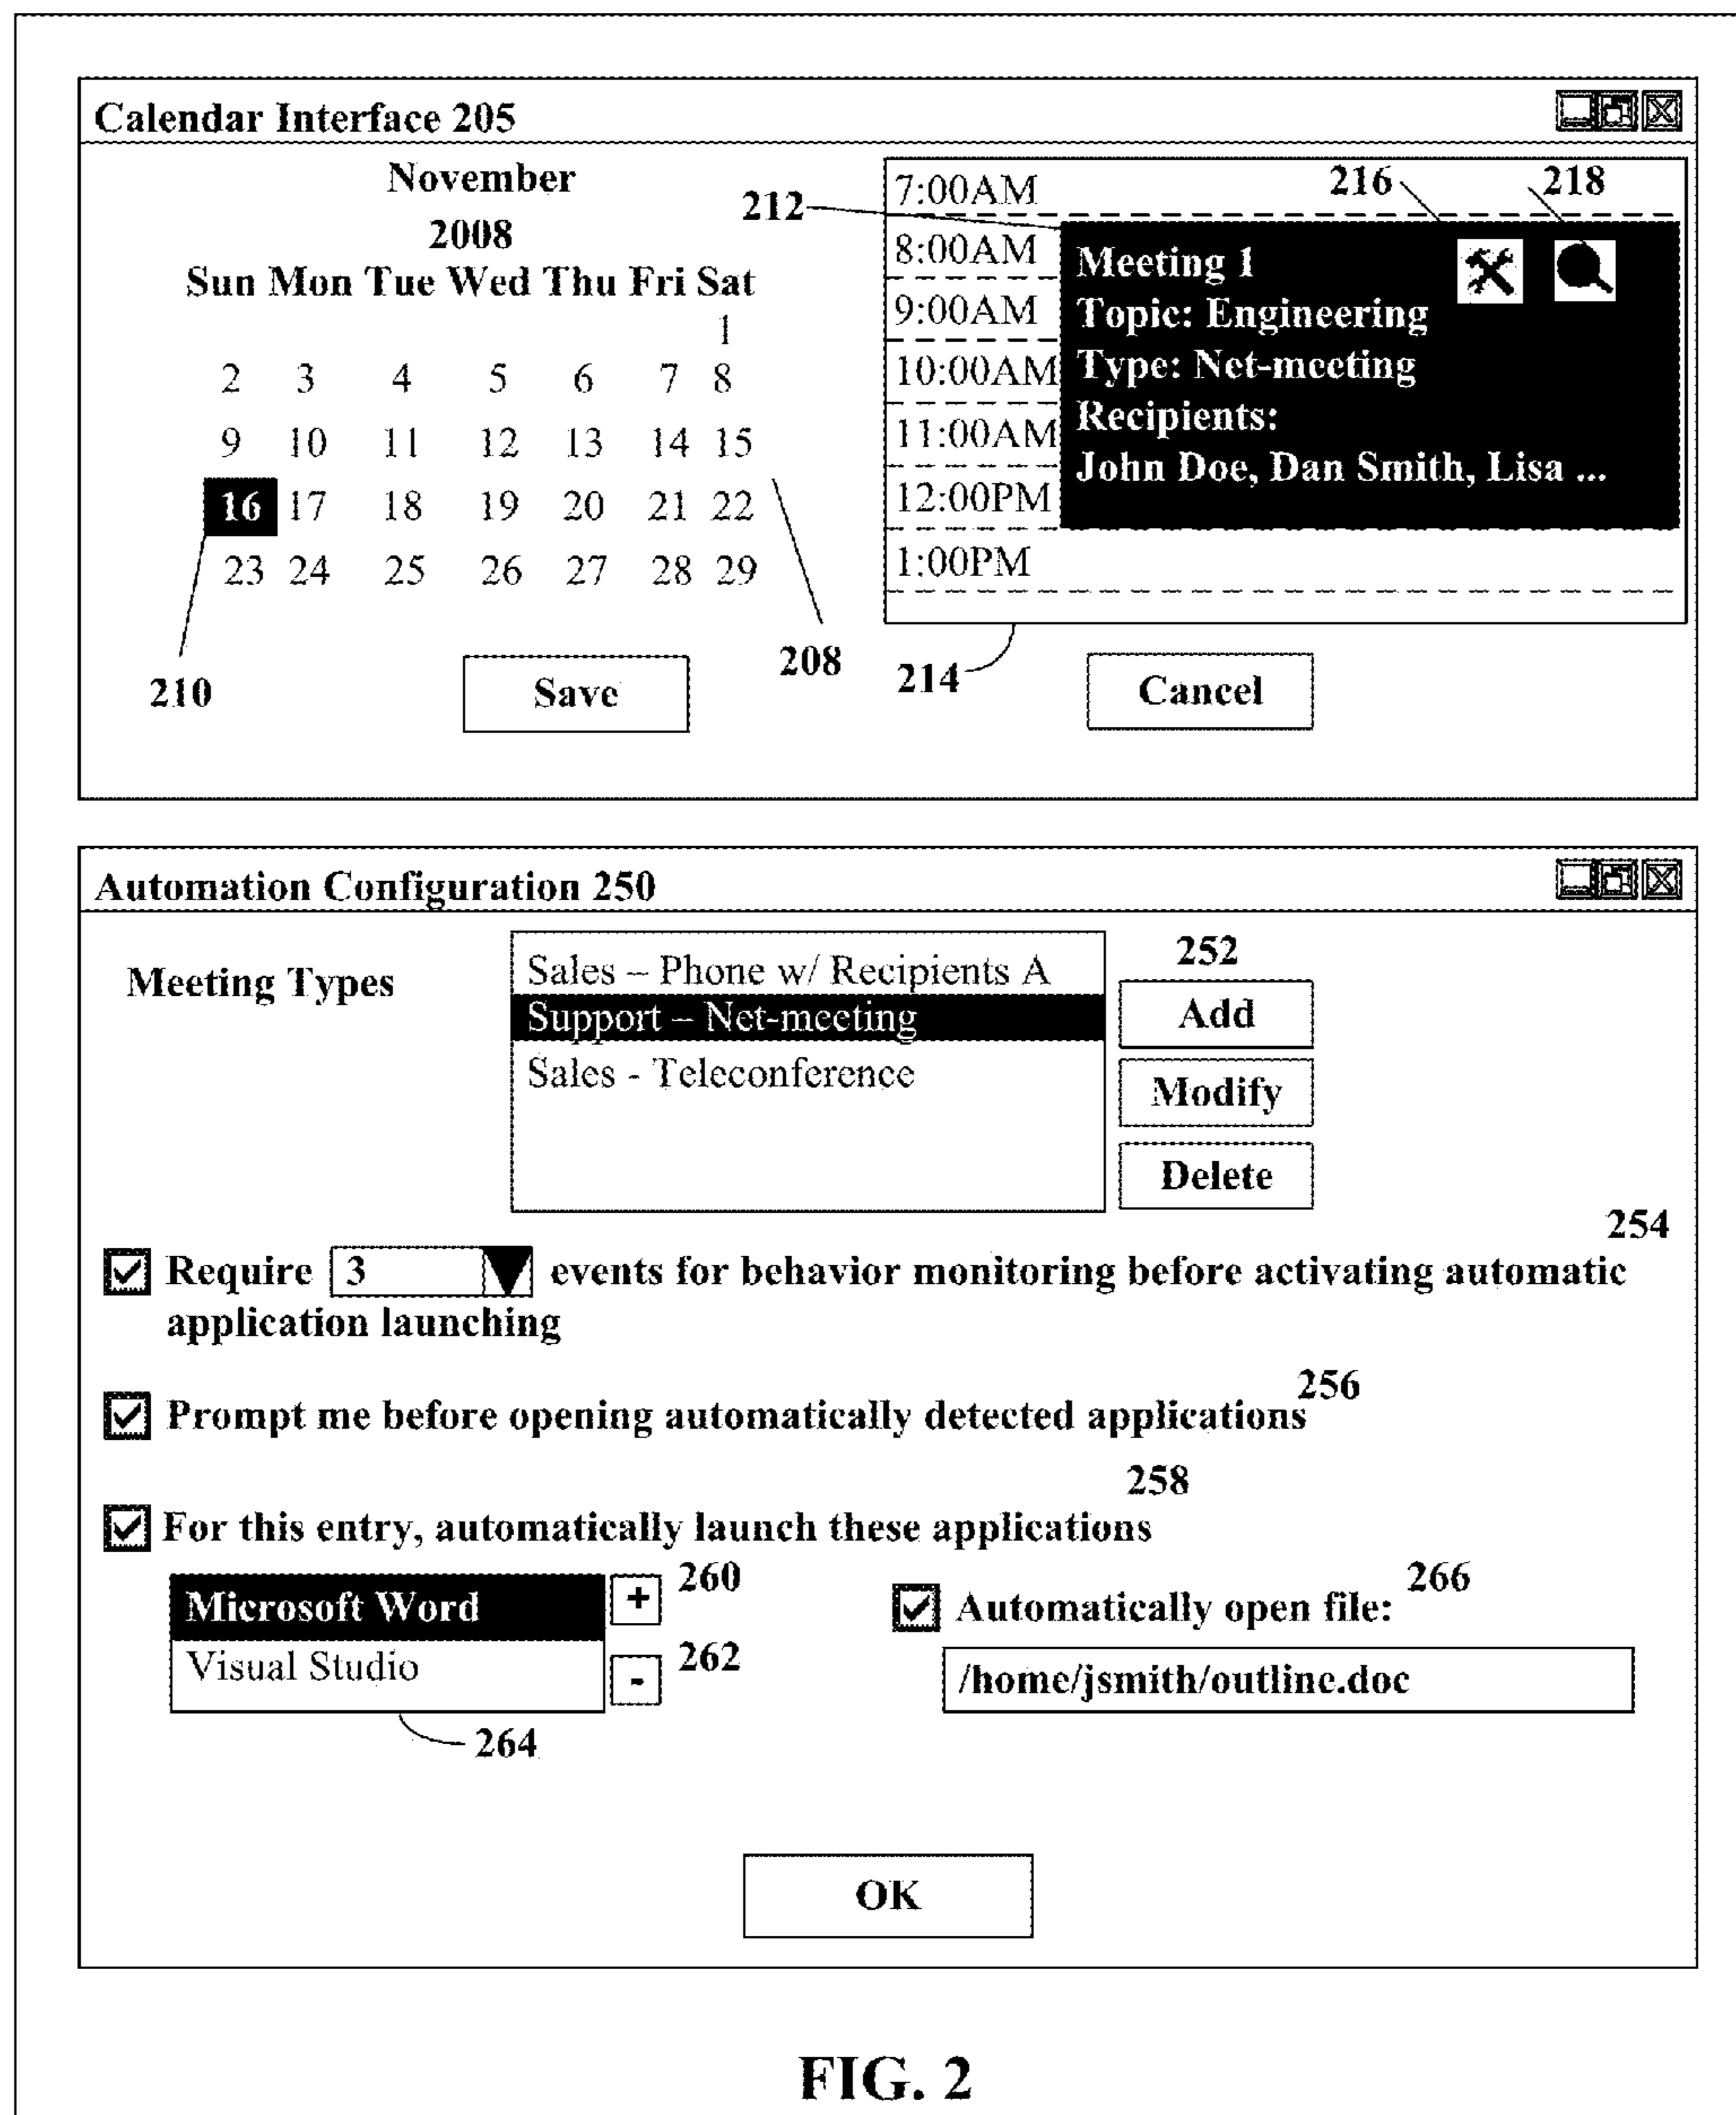 Calendar Interface 205
November
2008
Sun Mon Tue Wed Thu Fri Sat
1
2 3 4 5 6 7 8
9 10 11 12 13 14 15
16 17 18 19 20 21 22
23 24 25 26 27 28 29
210
208
Save
212
7:00AM
8:00AM
9:00AM
10:00AM
11:00AM
12:00PM
1:00PM
216
218
Meeting 1
Topic: Engineering
Type: Net-meeting
Recipients:
John Doe, Dan Smith, Lisa ...
214
Cancel
Automation Configuration 250
Meeting Types
Sales – Phone w/ Recipients A
Support – Net-meeting
Sales - Teleconference
252
Add
Modify
Delete
254
Require 3 events for behavior monitoring before activating automatic
application launching
256
Prompt me before opening automatically detected applications
258
For this entry, automatically launch these applications
Microsoft Word
Visual Studio
+ 260
- 262
264
Automatically open file: 266
/home/jsmith/outline.doc
OK
FIG. 2